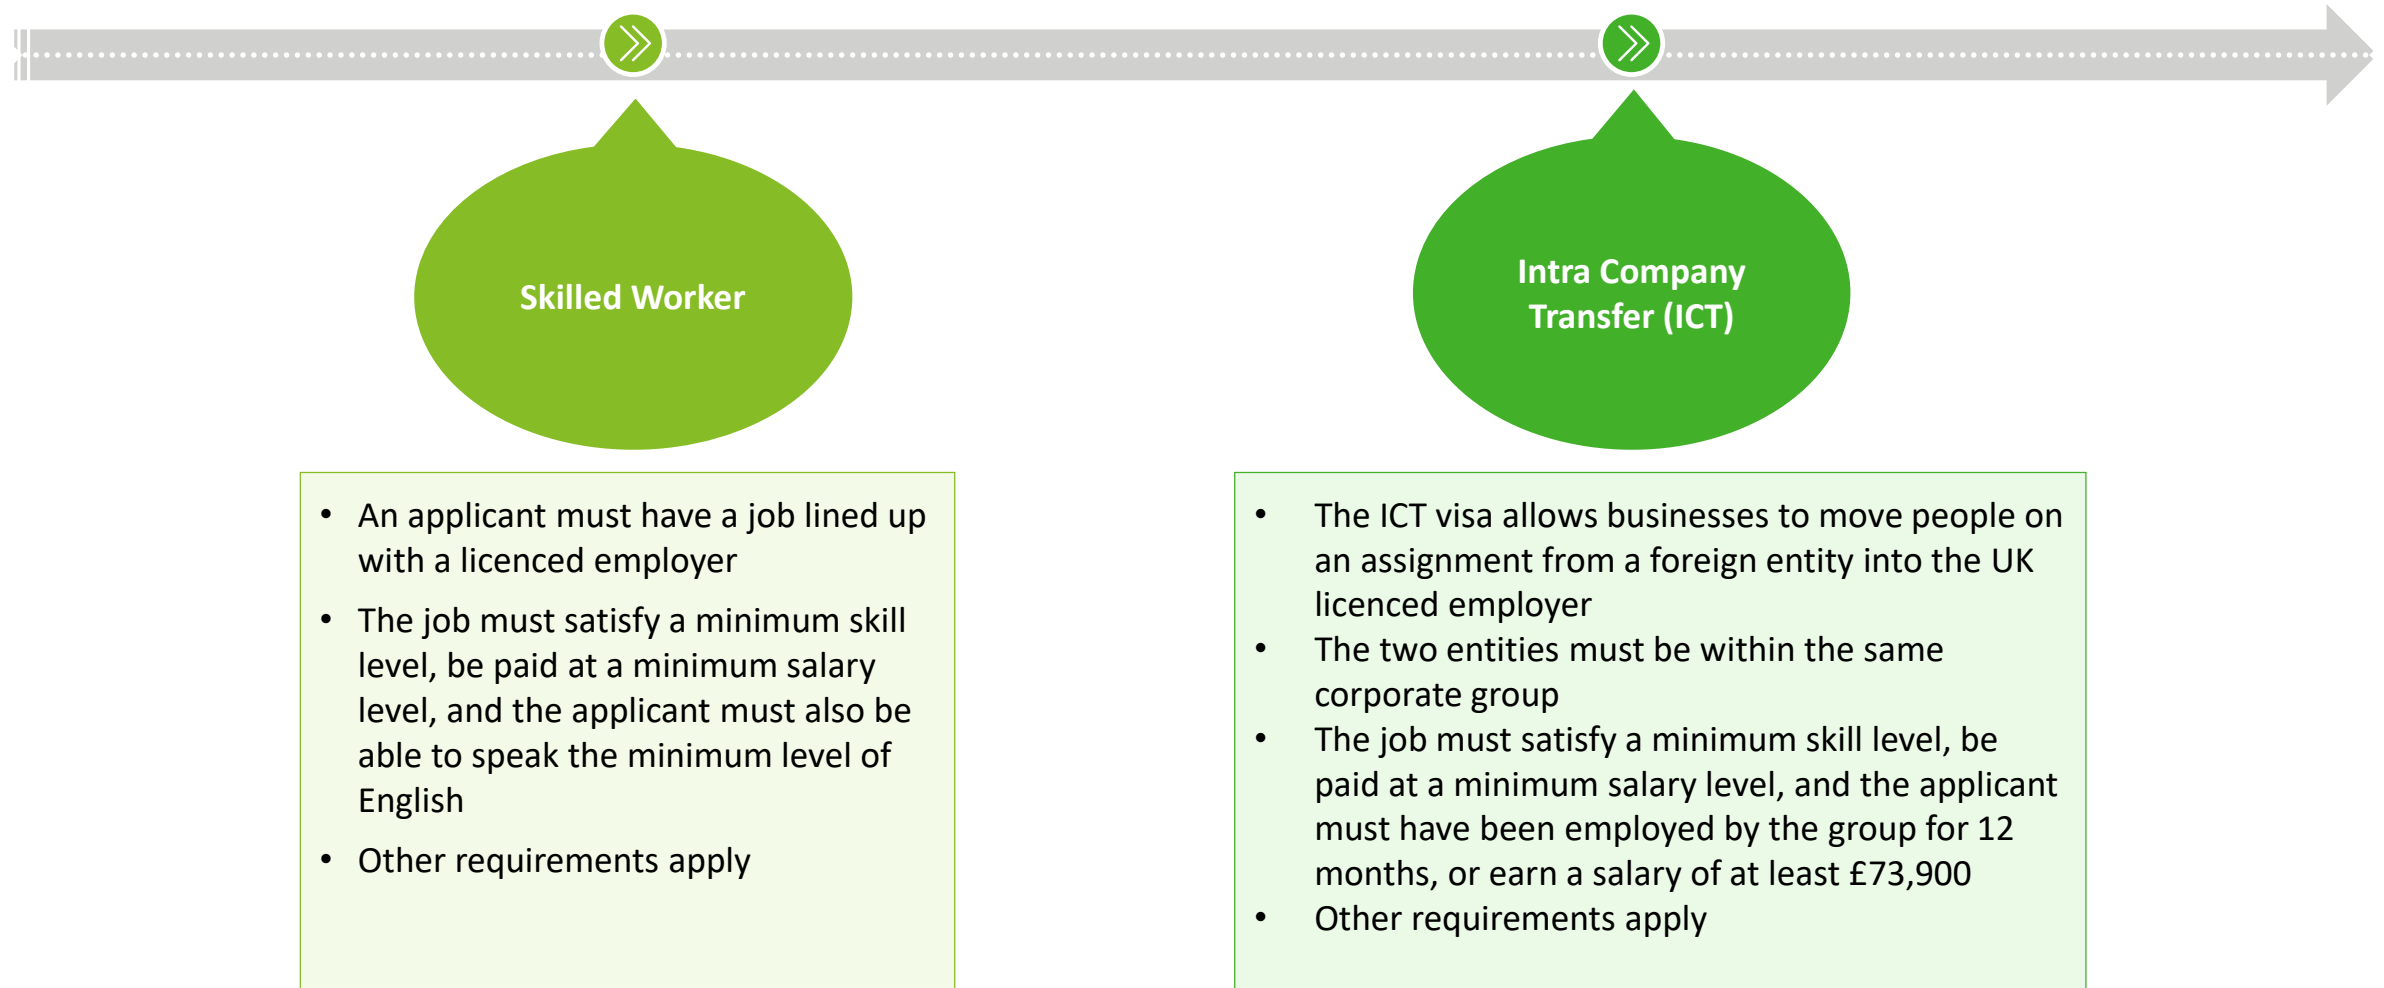 Skilled Worker
• An applicant must have a job lined up
with a licenced employer
• The job must satisfy a minimum skill
level, be paid at a minimum salary
level, and the applicant must also be
able to speak the minimum level of
English
• Other requirements apply
Intra Company
Transfer (ICT)
• The ICT visa allows businesses to move people on
an assignment from a foreign entity into the UK
licenced employer
• The two entities must be within the same
corporate group
• The job must satisfy a minimum skill level, be
paid at a minimum salary level, and the applicant
must have been employed by the group for 12
months, or earn a salary of at least £73,900
• Other requirements apply